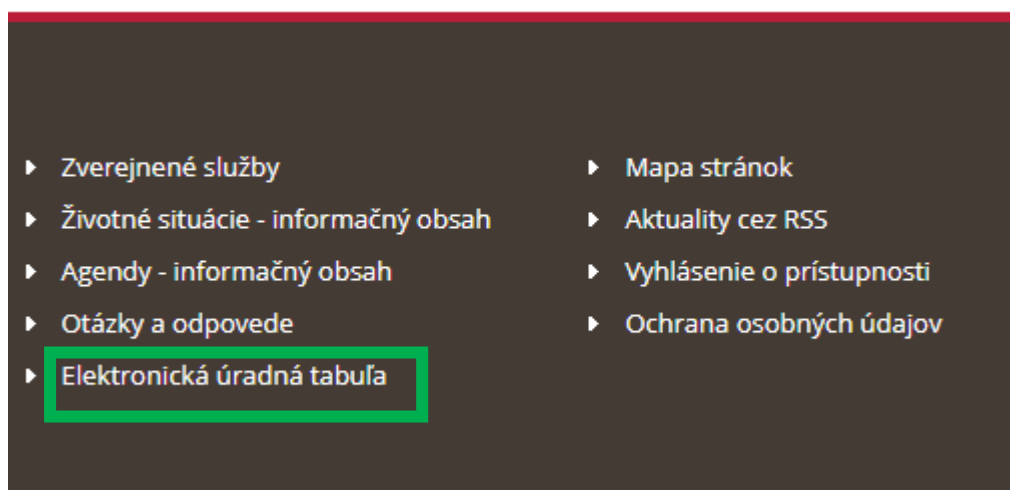 Zverejnené služby
Životné situácie - informačný obsah
Agendy - informačný obsah
Otázky a odpovede
Elektronická úradná tabuľa
Mapa stránok
Aktuality cez RSS
Vyhlásenie o prístupnosti
Ochrana osobných údajov